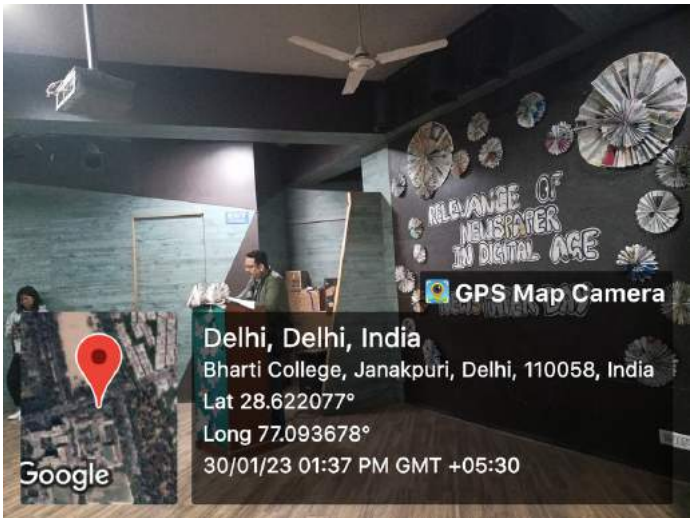 RELEVANCE OF
NEWSPAPER
IN DIGITAL AGE
GPS Map Camera
Delhi, Delhi, India
Bharti College, Janakpuri, Delhi, 110058, India
Lat 28.622077°
Long 77.093678°
30/01/23 01:37 PM GMT +05:30
Google